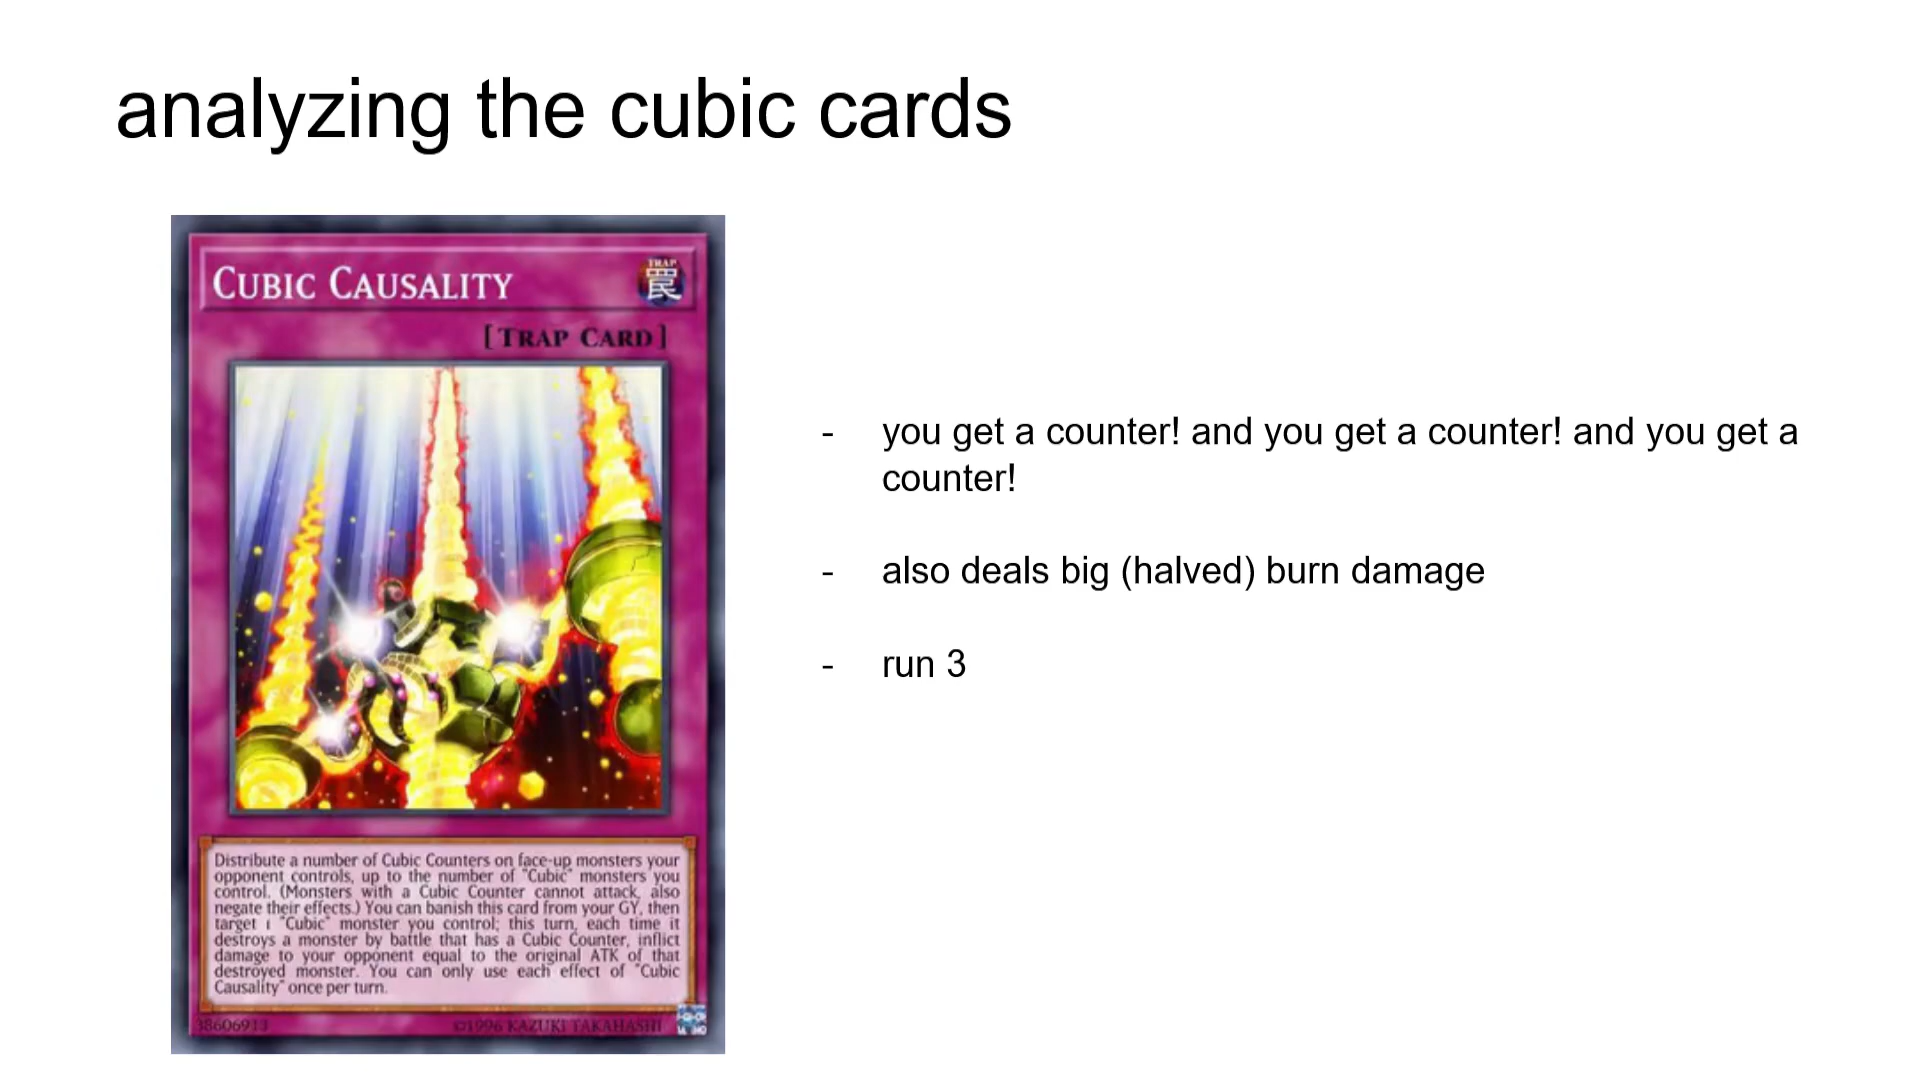 analyzing the cubic cards
CUBIC CAUSALITY
TRAP
罠
[TRAP CARD]
Distribute a number of Cubic Counters on face-up monsters your
opponent controls, up to the number of "Cubic" monsters you
control. (Monsters with a Cubic Counter cannot attack, also
negate their effects.) You can banish this card from your GY, then
target 1 "Cubic" monster you control; this turn, each time it
destroys a monster by battle that has a Cubic Counter, inflict
damage to your opponent equal to the original ATK of that
destroyed monster. You can only use each effect of "Cubic
Causality" once per turn.
38606913
©1996 KAZUKI TAKAHASHI
- you get a counter! and you get a counter! and you get a
counter!
- also deals big (halved) burn damage
- run 3